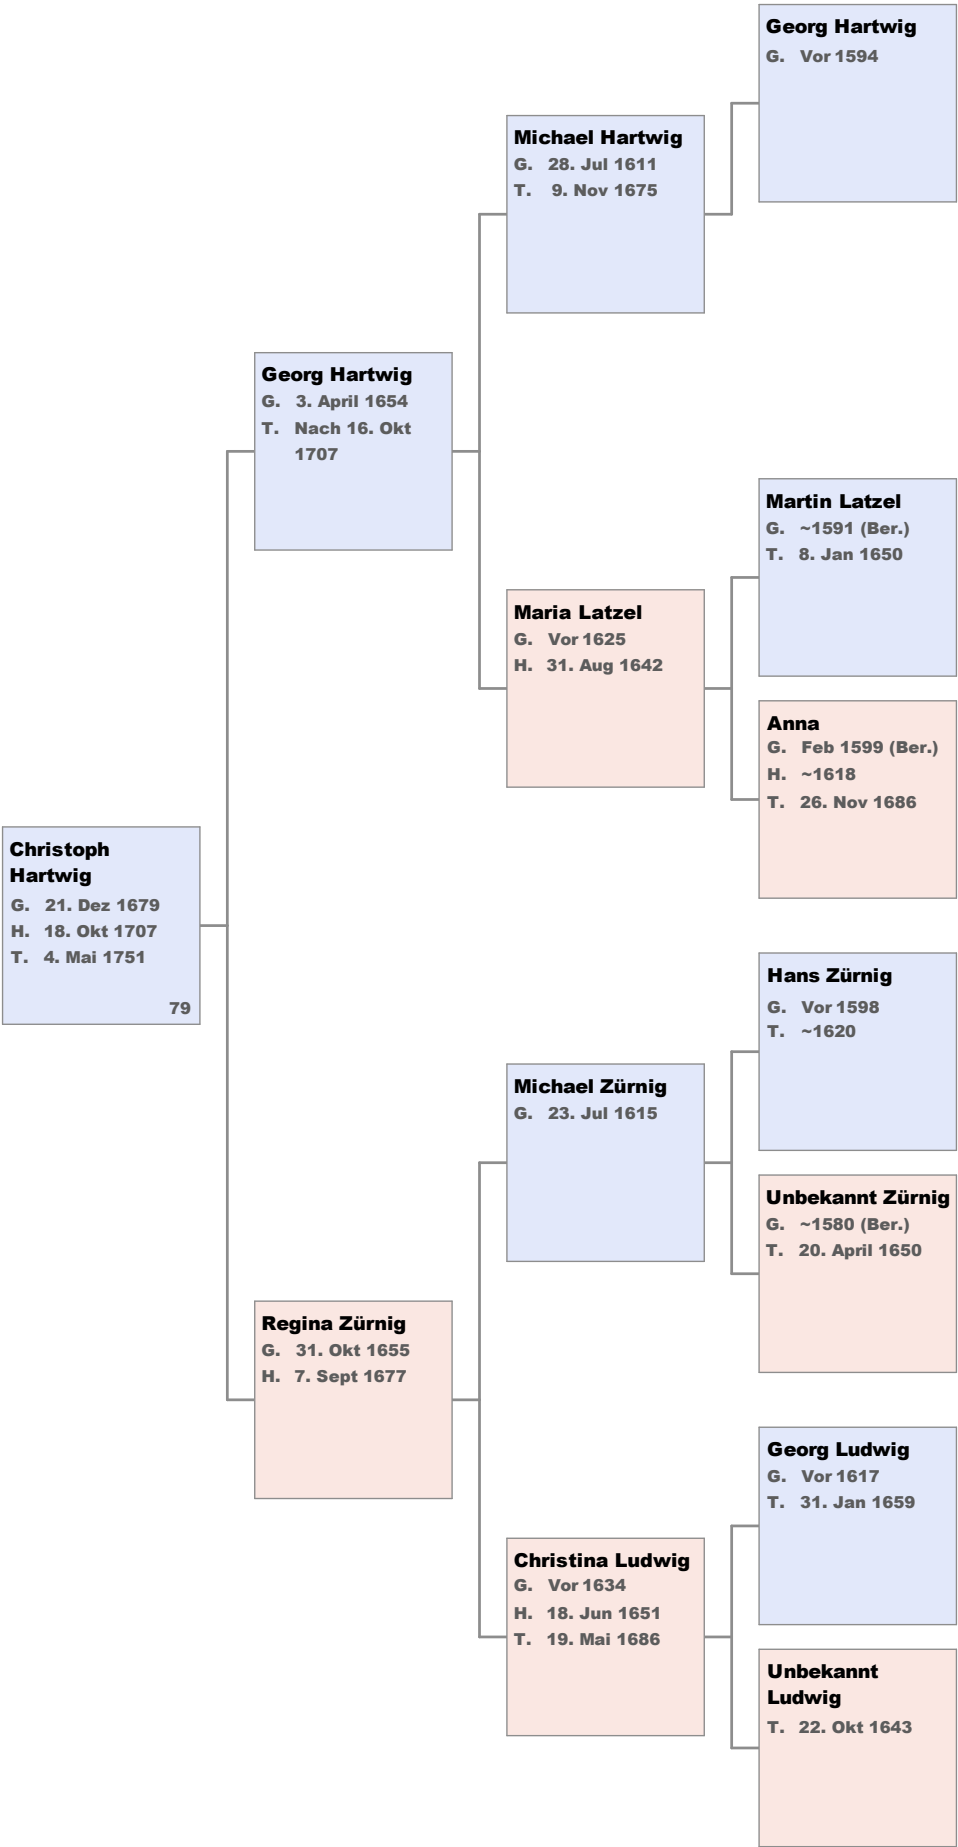 Georg Hartwig
G. Vor 1594
Michael Hartwig
G. 28. Jul 1611
T. 9. Nov 1675
Georg Hartwig
G. 3. April 1654
T. Nach 16. Okt
1707
Martin Latzel
G. ~1591 (Ber.)
T. 8. Jan 1650
Maria Latzel
G. Vor 1625
H. 31. Aug 1642
Anna
G. Feb 1599 (Ber.)
H. ~1618
T. 26. Nov 1686
Christoph
Hartwig
G. 21. Dez 1679
H. 18. Okt 1707
T. 4. Mai 1751
79
Hans Zürnig
G. Vor 1598
T. ~1620
Michael Zürnig
G. 23. Jul 1615
Unbekannt Zürnig
G. ~1580 (Ber.)
T. 20. April 1650
Regina Zürnig
G. 31. Okt 1655
H. 7. Sept 1677
Georg Ludwig
G. Vor 1617
T. 31. Jan 1659
Christina Ludwig
G. Vor 1634
H. 18. Jun 1651
T. 19. Mai 1686
Unbekannt
Ludwig
T. 22. Okt 1643